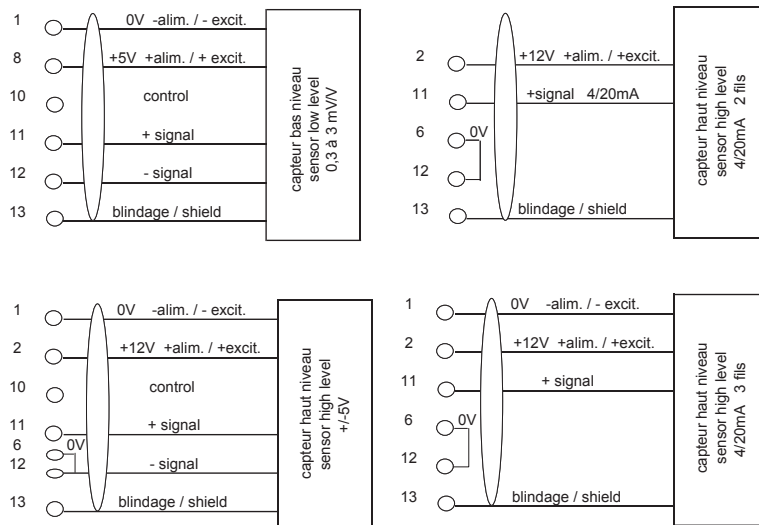 1 0V -alim. / - excit.
8 +5V +alim. / + excit.
10 control
11 + signal
12 - signal
13 blindage / shield
capteur bas niveau
sensor low level
0,3 à 3 mV/V
2 +12V +alim. / +excit.
11 +signal 4/20mA
6 0V
12
13 blindage / shield
capteur haut niveau
sensor high level
4/20mA 2 fils
1 0V -alim. / - excit.
2 +12V +alim. / +excit.
10 control
11 + signal
6 0V
12 - signal
13 blindage / shield
capteur haut niveau
sensor high level
+/-5V
1 0V -alim. / - excit.
2 +12V +alim. / +excit.
11 + signal
6 0V
12
13 blindage / shield
capteur haut niveau
sensor high level
4/20mA 3 fils